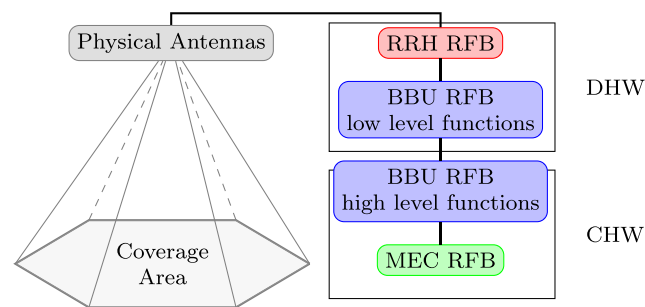 Physical Antennas
RRH RFB
BBU RFB
low level functions
DHW
BBU RFB
high level functions
CHW
MEC RFB
Coverage
Area